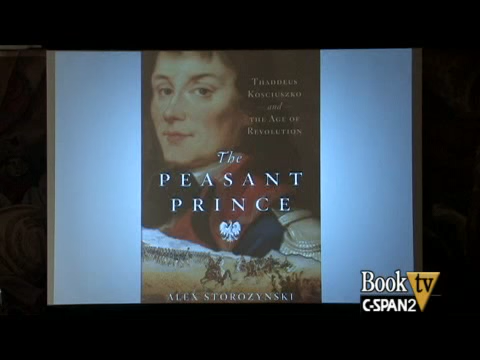 THADDEUS
KOSCIUSZKO
and
THE AGE OF
REVOLUTION
The
PEASANT
PRINCE
ALEX STOROZYNSKI
Book tv
C-SPAN2